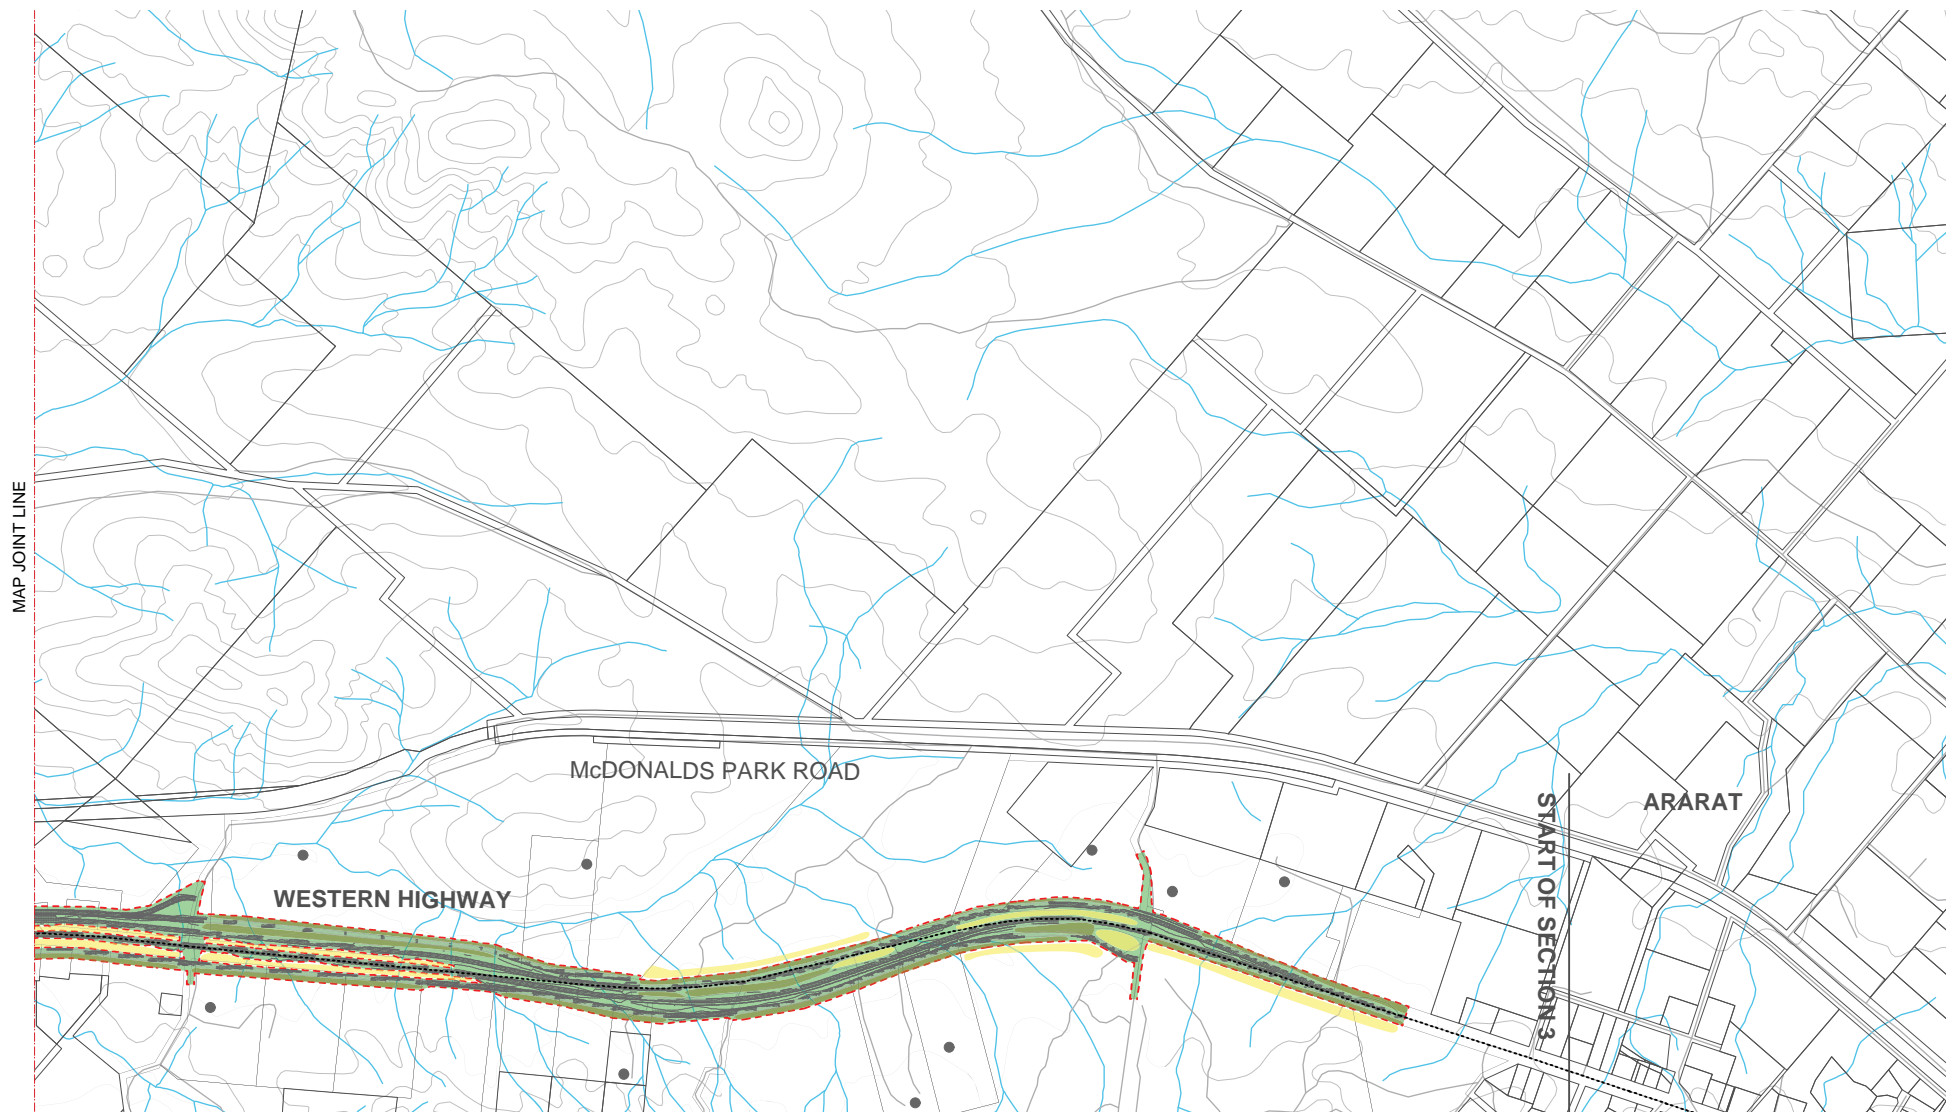 MAP JOINT LINE
McDONALDS PARK ROAD
ARARAT
START OF SECTION 3
WESTERN HIGHWAY